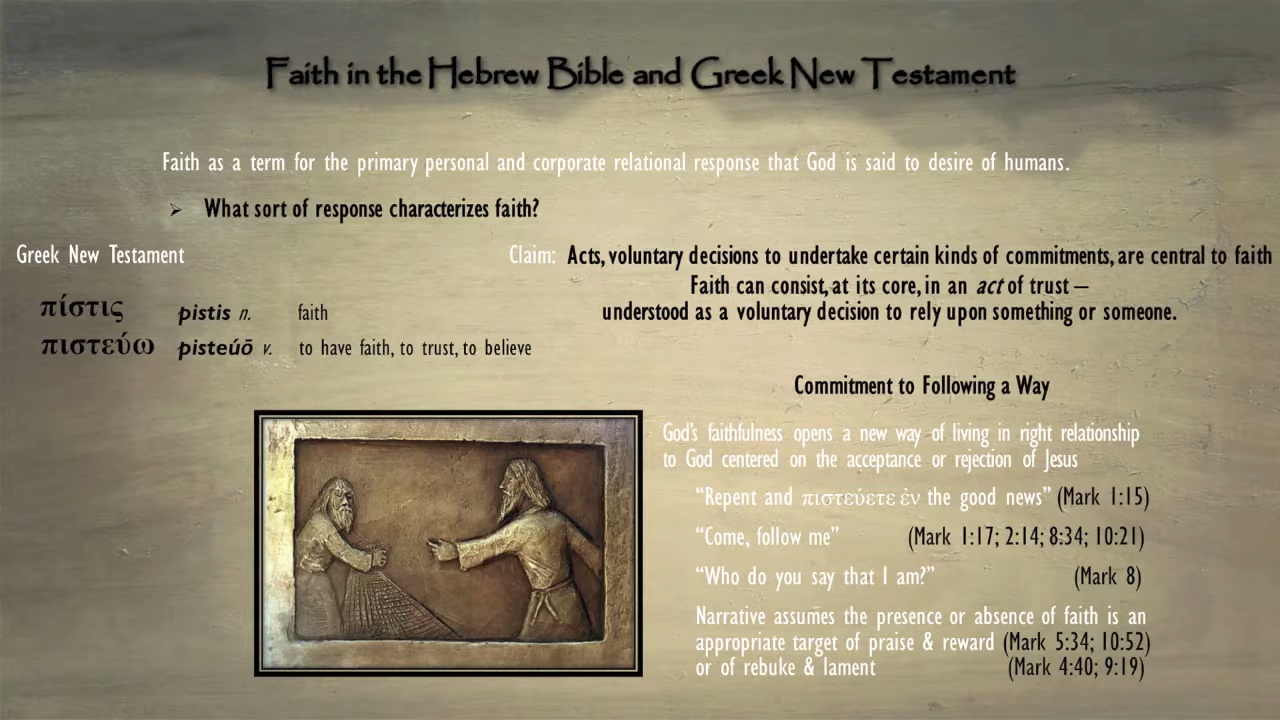 Faith in the Hebrew Bible and Greek New Testament
Faith as a term for the primary personal and corporate relational response that God is said to desire of humans.
➢ What sort of response characterizes faith?
Greek New Testament
πίστις pistis n. faith
πιστεύω pisteúō v. to have faith, to trust, to believe
Claim: Acts, voluntary decisions to undertake certain kinds of commitments, are central to faith
Faith can consist, at its core, in an act of trust –
understood as a voluntary decision to rely upon something or someone.
Commitment to Following a Way
God's faithfulness opens a new way of living in right relationship
to God centered on the acceptance or rejection of Jesus
“Repent and πιστεύετε ἐν the good news” (Mark 1:15)
“Come, follow me” (Mark 1:17; 2:14; 8:34; 10:21)
“Who do you say that I am?” (Mark 8)
Narrative assumes the presence or absence of faith is an
appropriate target of praise & reward (Mark 5:34; 10:52)
or of rebuke & lament (Mark 4:40; 9:19)